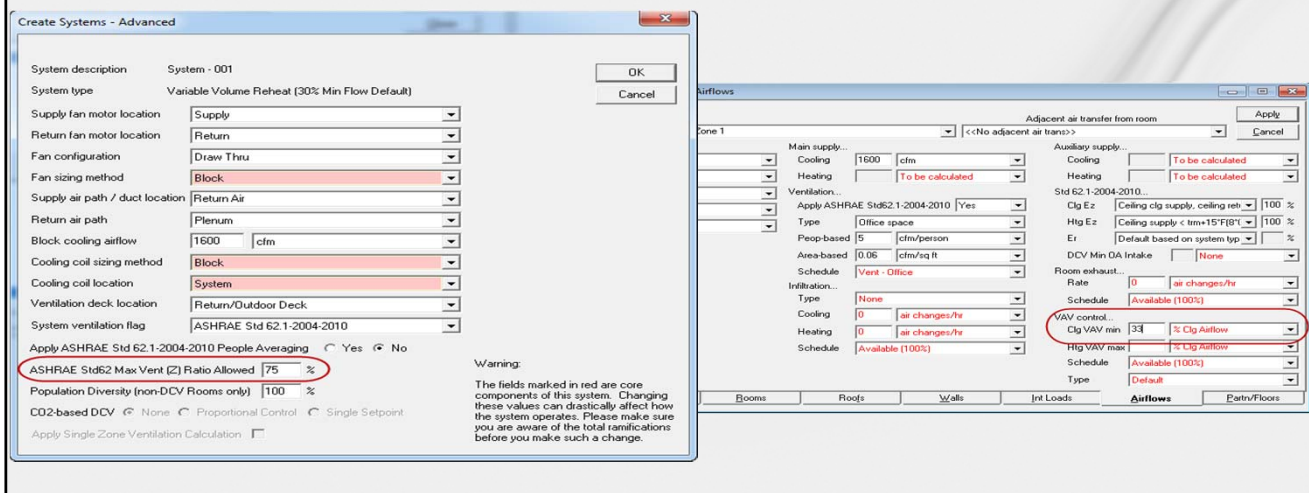 Create Systems - Advanced
System description System - 001
System type Variable Volume Reheat (30% Min Flow Default)
OK
Cancel
Supply fan motor location Supply
Return fan motor location Return
Fan configuration Draw Thru
Fan sizing method Block
Supply air path / duct location Return Air
Return air path Plenum
Block cooling airflow 1600 cfm
Cooling coil sizing method Block
Cooling coil location System
Ventilation deck location Return/Outdoor Deck
System ventilation flag ASHRAE Std 62.1-2004-2010
Apply ASHRAE Std 62.1-2004-2010 People Averaging Yes No
ASHRAE Std62 Max Vent (Z) Ratio Allowed 75 %
Population Diversity (non-DCV Rooms only) 100 %
CO2-based DCV None Proportional Control Single Setpoint
Apply Single Zone Ventilation Calculation
Warning:
The fields marked in red are core
components of this system. Changing
these values can drastically affect how
the system operates. Please make sure
you are aware of the total ramifications
before you make such a change.
Airflows
Adjacent air transfer from room
Apply
Zone 1 <<No adjacent air trans>> Cancel
Main supply...
Cooling 1600 cfm
Heating To be calculated
Ventilation...
Apply ASHRAE Std62.1-2004-2010 Yes
Type Office space
Peop-based 5 cfm/person
Area-based 0.06 cfm/sq ft
Schedule Vent - Office
Infiltration...
Type None
Cooling 0 air changes/hr
Heating 0 air changes/hr
Schedule Available (100%)
Auxiliary supply...
Cooling To be calculated
Heating To be calculated
Std 62.1-2004-2010...
Clg Ez Ceiling clg supply, ceiling retu 100 %
Htg Ez Ceiling supply < trm+15°F(8°( 100 %
Er Default based on system typ %
DCV Min OA Intake None
Room exhaust...
Rate 0 air changes/hr
Schedule Available (100%)
VAV control...
Clg VAV min 33 % Clg Airflow
Htg VAV max % Clg Airflow
Schedule Available (100%)
Type Default
Rooms Roofs Walls Int Loads Airflows Partn/Floors